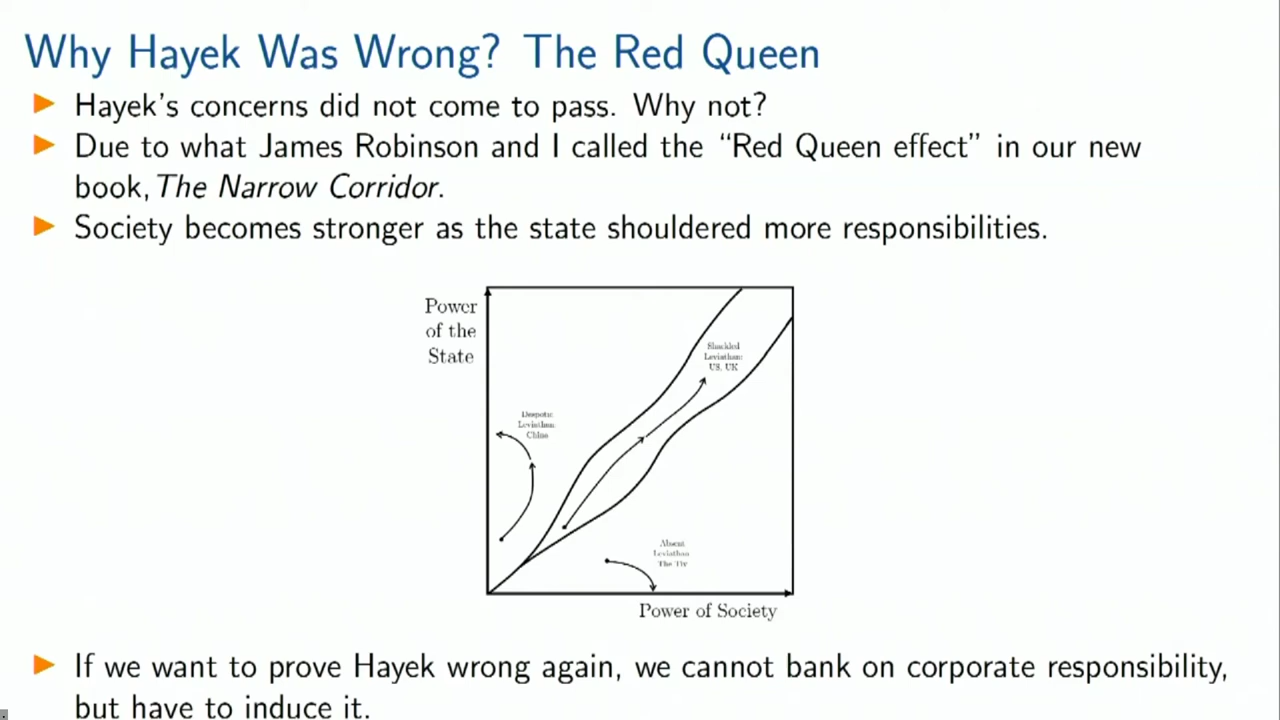 Why Hayek Was Wrong? The Red Queen
Hayek's concerns did not come to pass. Why not?
Due to what James Robinson and I called the “Red Queen effect” in our new
book, The Narrow Corridor.
Society becomes stronger as the state shouldered more responsibilities.
Power
of the
State
Shackled
Leviathan:
US, UK
Despotic
Leviathan:
China
Absent
Leviathan
The Tiv
Power of Society
If we want to prove Hayek wrong again, we cannot bank on corporate responsibility,
but have to induce it.